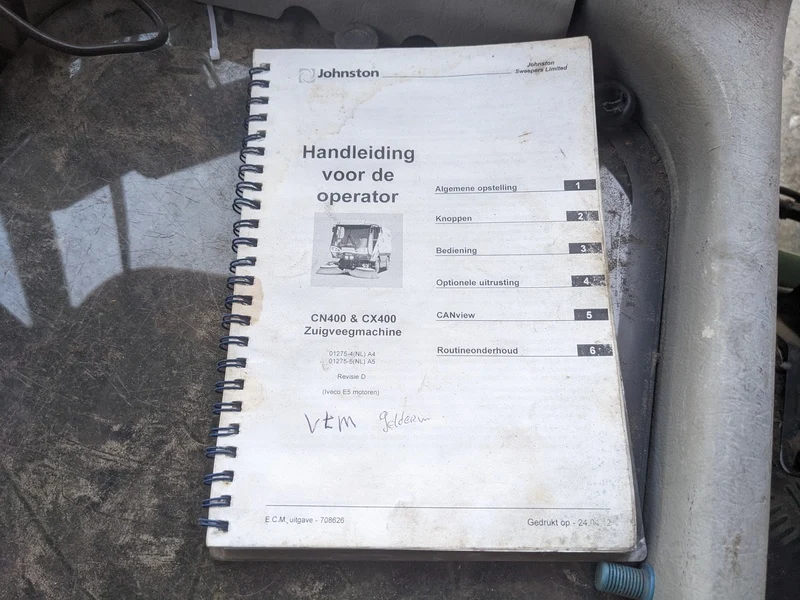 Johnston
Johnston
Sweepers Limited
Handleiding
voor de
operator
CN400 & CX400
Zuigveegmachine
01275-4(NL) A4
01275-5(NL) A5
Revisie D
(Iveco E5 motoren)
Algemene opstelling 1
Knoppen 2
Bediening 3
Optionele uitrusting 4
CANview 5
Routineonderhoud 6
vtm
E.C.M. uitgave - 708626
Gedrukt op - 24